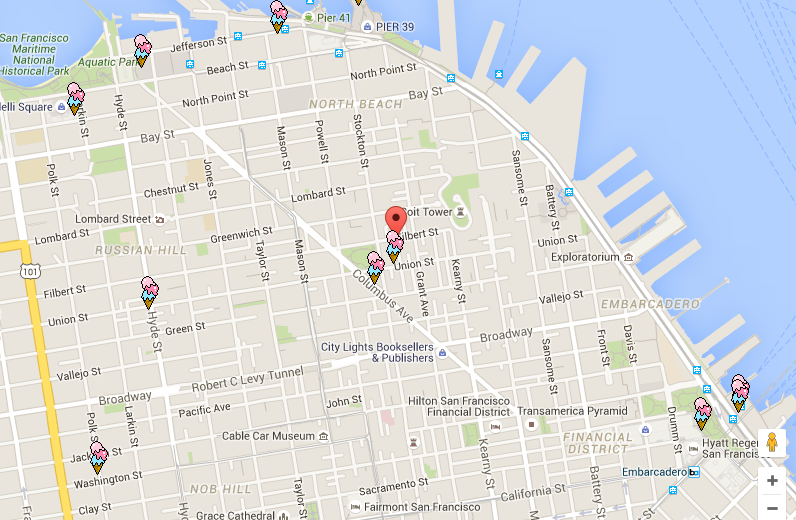 San Francisco
Maritime
National
Historical Park
Aquatic Park
Pier 41
PIER 39
Jefferson St
Beach St
North Point St
North Point St
NORTH BEACH
Bay St
Bay St
Hyde St
Larkin St
Mason St
Powell St
Stockton St
Sansome St
Battery St
Polk St
Jones St
Chestnut St
Lombard St
Coit Tower
Lombard Street
Lombard St
Greenwich St
Filbert St
Union St
Exploratorium
RUSSIAN HILL
101
Taylor St
Mason St
Union St
Grant Ave
Kearny St
Columbus Ave
Filbert St
Union St
Hyde St
Green St
Vallejo St
EMBARCADERO
Broadway
City Lights Booksellers
& Publishers
Sansome St
Front St
Davis St
Vallejo St
Robert C Levy Tunnel
Broadway
Pacific Ave
John St
Hilton San Francisco
Financial District
Transamerica Pyramid
Polk St
Larkin St
Cable Car Museum
FINANCIAL
DISTRICT
Drumm St
Hyatt Regen
San Francisco
Jackson St
Washington St
Kearny St
Battery St
Embarcadero
Sacramento St
California St
NOB HILL
Clay St
Grace Cathedral
Fairmont San Francisco
+
−